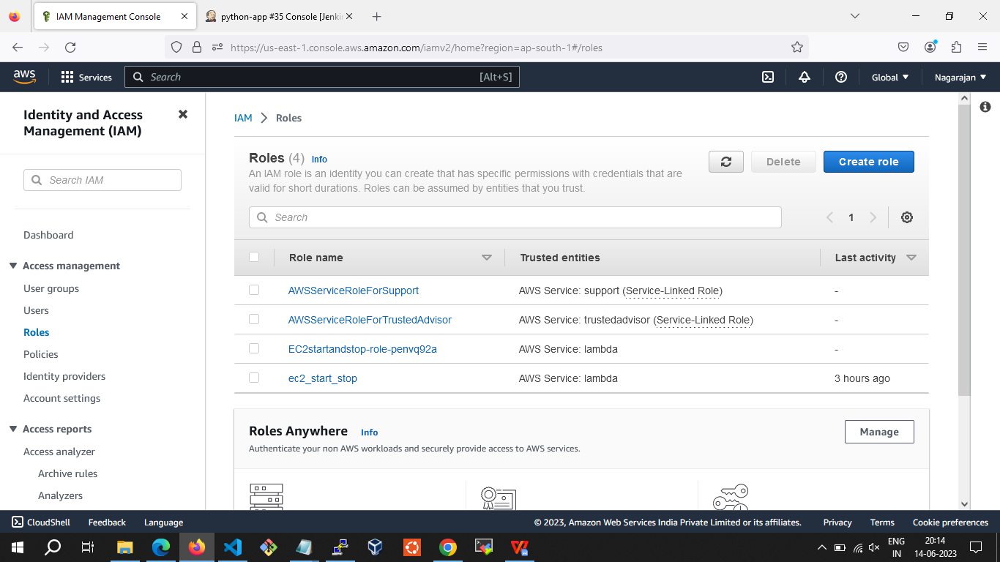 IAM Management Console
python-app #35 Console [Jenki
https://us-east-1.console.aws.amazon.com/iamv2/home?region=ap-south-1#/roles
aws
Services
Search
[Alt+S]
Global
Nagarajan
Identity and Access
Management (IAM)
Search IAM
Dashboard
Access management
User groups
Users
Roles
Policies
Identity providers
Account settings
Access reports
Access analyzer
Archive rules
Analyzers
IAM
Roles
Roles (4) Info
An IAM role is an identity you can create that has specific permissions with credentials that are
valid for short durations. Roles can be assumed by entities that you trust.
Delete
Create role
Search
1
Role name Trusted entities Last activity
AWSServiceRoleForSupport AWS Service: support (Service-Linked Role) -
AWSServiceRoleForTrustedAdvisor AWS Service: trustedadvisor (Service-Linked Role) -
EC2startandstop-role-penvq92a AWS Service: lambda -
ec2_start_stop AWS Service: lambda 3 hours ago
Roles Anywhere Info
Authenticate your non AWS workloads and securely provide access to AWS services.
Manage
CloudShell Feedback Language © 2023, Amazon Web Services India Private Limited or its affiliates. Privacy Terms Cookie preferences
ENG
IN
20:14
14-06-2023